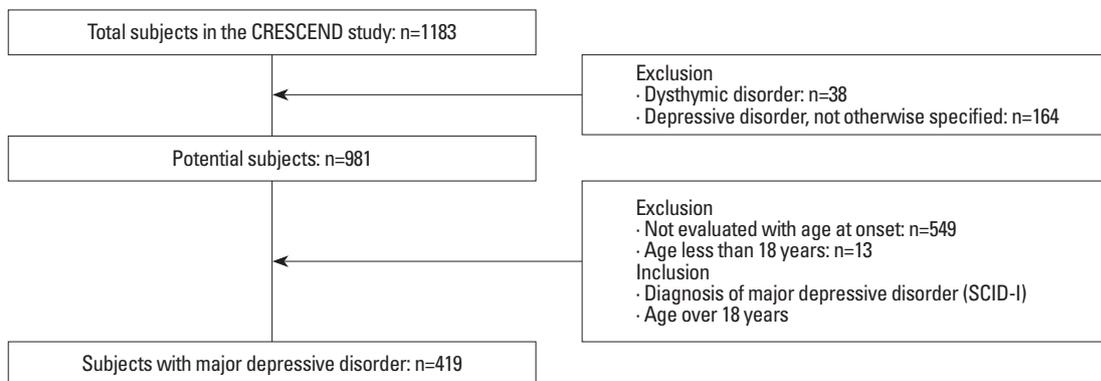 Total subjects in the CRESCEND study: n=1183
Exclusion
· Dysthymic disorder: n=38
· Depressive disorder, not otherwise specified: n=164
Potential subjects: n=981
Exclusion
· Not evaluated with age at onset: n=549
· Age less than 18 years: n=13
Inclusion
· Diagnosis of major depressive disorder (SCID-I)
· Age over 18 years
Subjects with major depressive disorder: n=419